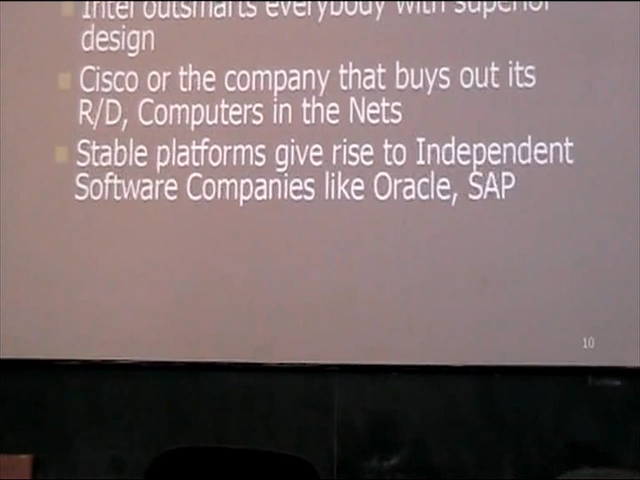 Intel outsmarts everybody with superior
design
Cisco or the company that buys out its
R/D, Computers in the Nets
Stable platforms give rise to Independent
Software Companies like Oracle, SAP
10